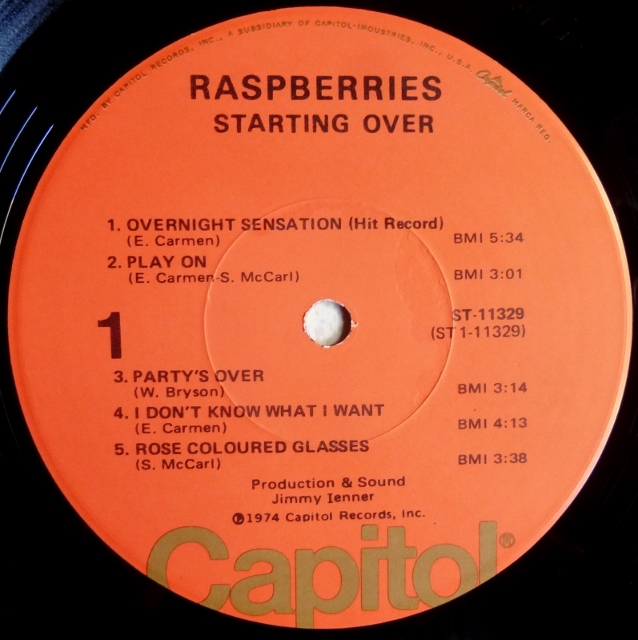 MFD. BY CAPITOL RECORDS, INC., A SUBSIDIARY OF CAPITOL INDUSTRIES, INC., U.S.A. Capitol MARCA REG.
RASPBERRIES
STARTING OVER
1. OVERNIGHT SENSATION (Hit Record)
(E. Carmen) BMI 5:34
2. PLAY ON
(E. Carmen-S. McCarl) BMI 3:01
1
ST-11329
(ST1-11329)
3. PARTY'S OVER
(W. Bryson) BMI 3:14
4. I DON'T KNOW WHAT I WANT
(E. Carmen) BMI 4:13
5. ROSE COLOURED GLASSES
(S. McCarl) BMI 3:38
Production & Sound
Jimmy Ienner
℗1974 Capitol Records, Inc.
Capitol®